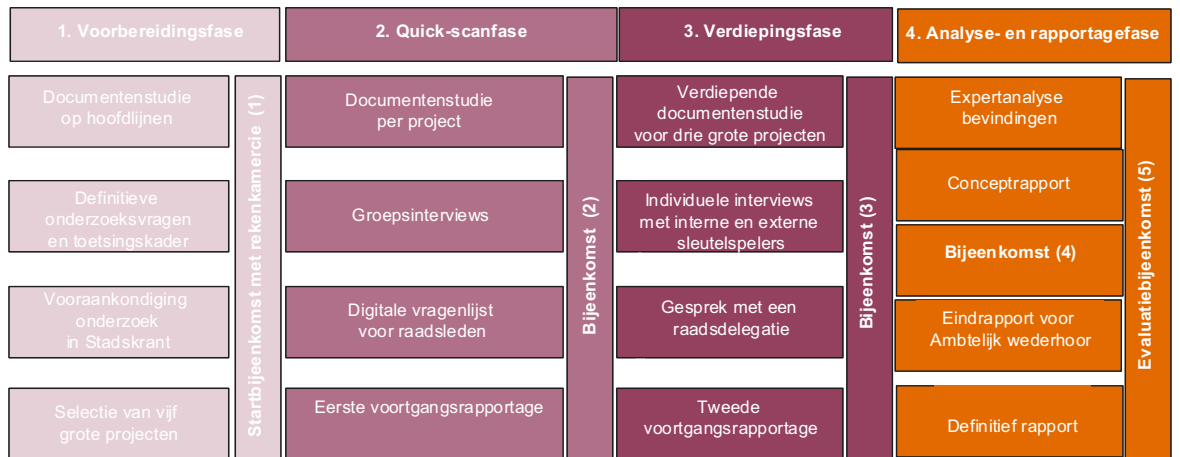 1. Voorbereidingsfase
2. Quick-scanfase
3. Verdiepingsfase
4. Analyse- en rapportagefase
Documentenstudie
op hoofdlijnen
Definitieve
onderzoeksvragen
en toetsingskader
Vooraankondiging
onderzoek
in Stadskrant
Selectie van vijf
grote projecten
Startbijeenkomst met rekenkamercie (1)
Documentenstudie
per project
Groepsinterviews
Digitale vragenlijst
voor raadsleden
Eerste voortgangsrapportage
Bijeenkomst (2)
Verdiepende
documentenstudie
voor drie grote projecten
Individuele interviews
met interne en externe
sleutelspelers
Gesprek met een
raadsdelegatie
Tweede
voortgangsrapportage
Bijeenkomst (3)
Expertanalyse
bevindingen
Conceptrapport
Bijeenkomst (4)
Eindrapport voor
Ambtelijk wederhoor
Definitief rapport
Evaluatiebijeenkomst (5)